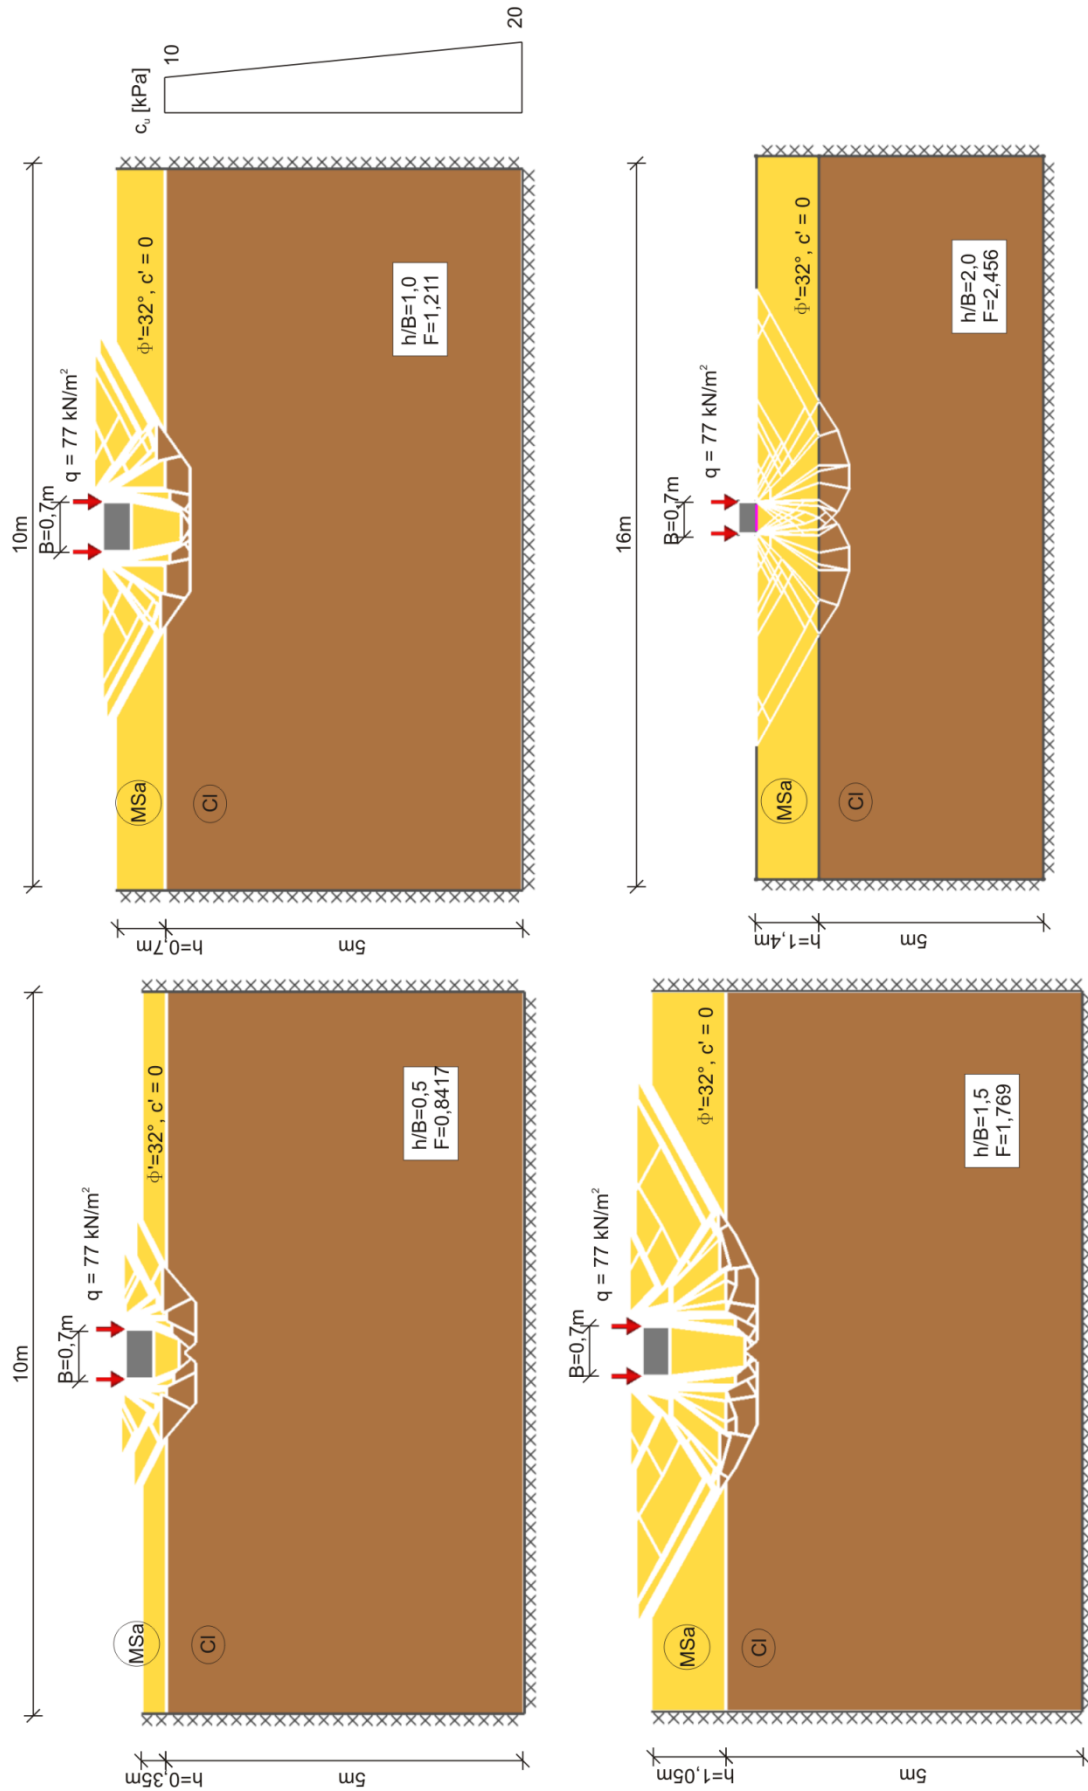 10m
B=0,7m
q = 77 kN/m²
MSa
Φ'=32°, c' = 0
Cl
h/B=0,5
F=0,8417
h=0,35m
5m
10m
B=0,7m
q = 77 kN/m²
MSa
Φ'=32°, c' = 0
Cl
h/B=1,0
F=1,211
h=0,7m
5m
cu [kPa]
10
20
B=0,7m
q = 77 kN/m²
MSa
Φ'=32°, c' = 0
Cl
h/B=1,5
F=1,769
h=1,05m
5m
16m
B=0,7m
q = 77 kN/m²
MSa
Φ'=32°, c' = 0
Cl
h/B=2,0
F=2,456
h=1,4m
5m